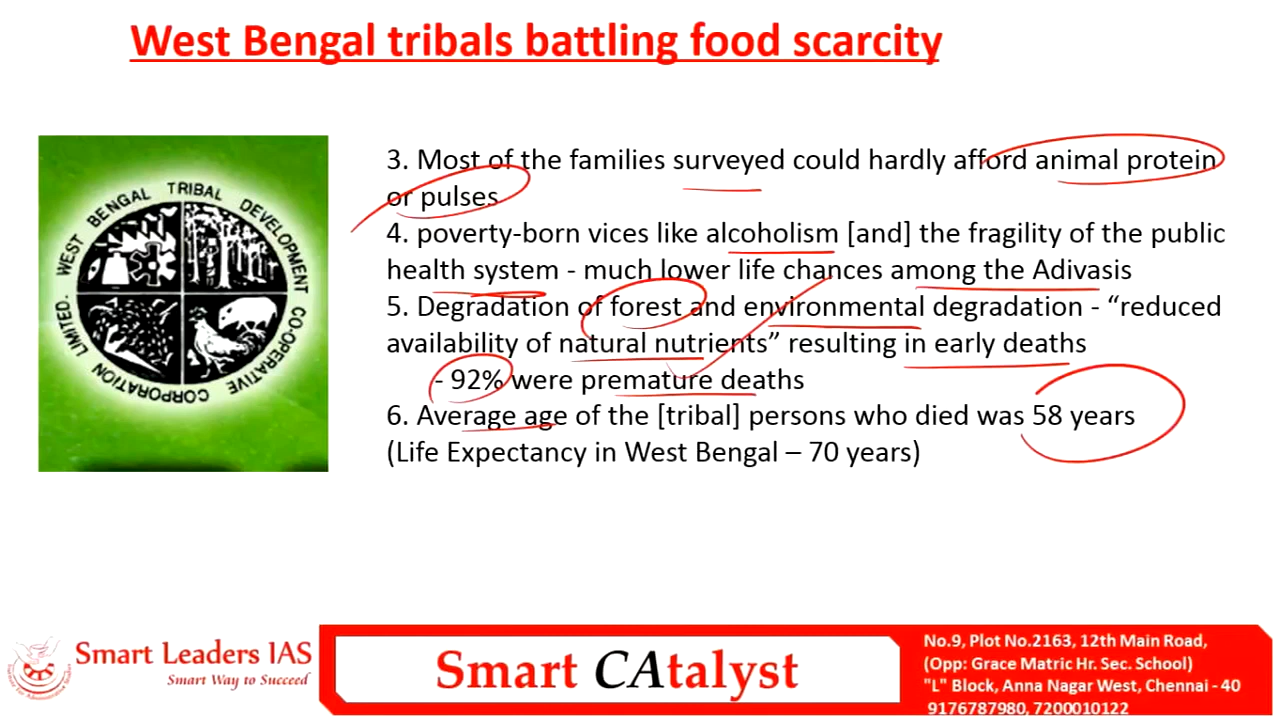 West Bengal tribals battling food scarcity
WEST BENGAL TRIBAL DEVELOPMENT CO-OPERATIVE CORPORATION LIMITED.
3. Most of the families surveyed could hardly afford animal protein
or pulses
4. poverty-born vices like alcoholism [and] the fragility of the public
health system - much lower life chances among the Adivasis
5. Degradation of forest and environmental degradation - “reduced
availability of natural nutrients” resulting in early deaths
- 92% were premature deaths
6. Average age of the [tribal] persons who died was 58 years
(Life Expectancy in West Bengal – 70 years)
Smart Leaders IAS
Smart Way to Succeed
Smart CAtalyst
No.9, Plot No.2163, 12th Main Road,
(Opp: Grace Matric Hr. Sec. School)
"L" Block, Anna Nagar West, Chennai - 40
9176787980, 7200010122